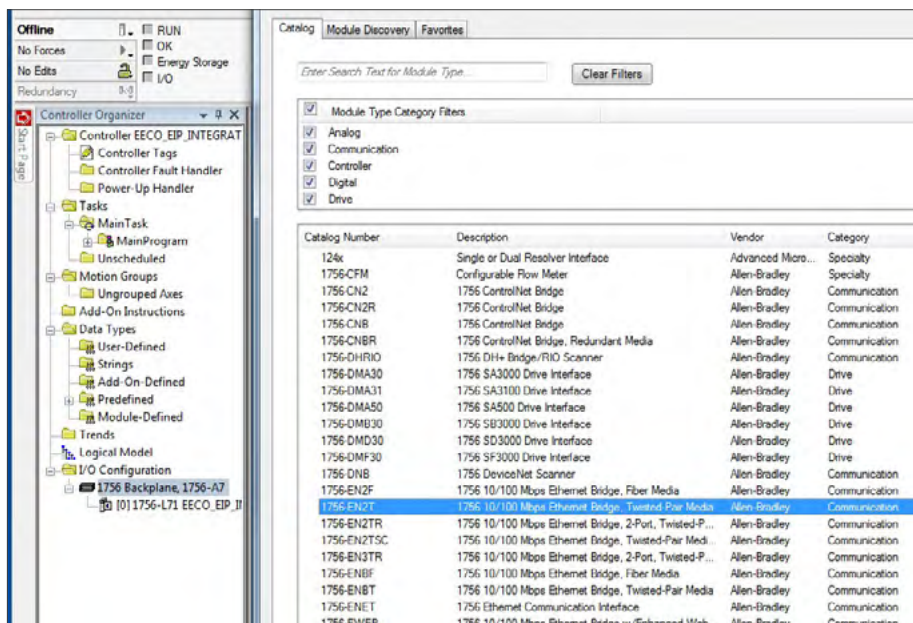 Offline
RUN
No Forces
OK
No Edits
Energy Storage
Redundancy
I/O
Start Page
Controller Organizer
Controller EECO_EIP_INTEGRAT
Controller Tags
Controller Fault Handler
Power-Up Handler
Tasks
MainTask
MainProgram
Unscheduled
Motion Groups
Ungrouped Axes
Add-On Instructions
Data Types
User-Defined
Strings
Add-On-Defined
Predefined
Module-Defined
Trends
Logical Model
I/O Configuration
1756 Backplane, 1756-A7
[0] 1756-L71 EECO_EIP_II
Catalog Module Discovery Favorites
Enter Search Text for Module Type...
Clear Filters
Module Type Category Filters
Analog
Communication
Controller
Digital
Drive
Catalog Number Description Vendor Category
124x Single or Dual Resolver Interface Advanced Micro... Specialty
1756-CFM Configurable Flow Meter Allen-Bradley Specialty
1756-CN2 1756 ControlNet Bridge Allen-Bradley Communication
1756-CN2R 1756 ControlNet Bridge Allen-Bradley Communication
1756-CNB 1756 ControlNet Bridge Allen-Bradley Communication
1756-CNBR 1756 ControlNet Bridge, Redundant Media Allen-Bradley Communication
1756-DHRIO 1756 DH+ Bridge/RIO Scanner Allen-Bradley Communication
1756-DMA30 1756 SA3000 Drive Interface Allen-Bradley Drive
1756-DMA31 1756 SA3100 Drive Interface Allen-Bradley Drive
1756-DMA50 1756 SA500 Drive Interface Allen-Bradley Drive
1756-DMB30 1756 SB3000 Drive Interface Allen-Bradley Drive
1756-DMD30 1756 SD3000 Drive Interface Allen-Bradley Drive
1756-DMF30 1756 SF3000 Drive Interface Allen-Bradley Drive
1756-DNB 1756 DeviceNet Scanner Allen-Bradley Communication
1756-EN2F 1756 10/100 Mbps Ethernet Bridge, Fiber Media Allen-Bradley Communication
1756-EN2T 1756 10/100 Mbps Ethernet Bridge, Twisted-Pair Media Allen-Bradley Communication
1756-EN2TR 1756 10/100 Mbps Ethernet Bridge, 2-Port, Twisted-P... Allen-Bradley Communication
1756-EN2TSC 1756 10/100 Mbps Ethernet Bridge, Twisted-Pair Medi... Allen-Bradley Communication
1756-EN3TR 1756 10/100 Mbps Ethernet Bridge, 2-Port, Twisted-P... Allen-Bradley Communication
1756-ENBF 1756 10/100 Mbps Ethernet Bridge, Fiber Media Allen-Bradley Communication
1756-ENBT 1756 10/100 Mbps Ethernet Bridge, Twisted-Pair Media Allen-Bradley Communication
1756-ENET 1756 Ethernet Communication Interface Allen-Bradley Communication
1756-EWEB 1756 10/100 Mbps Ethernet Bridge w/Enhanced Web Allen-Bradley Communication